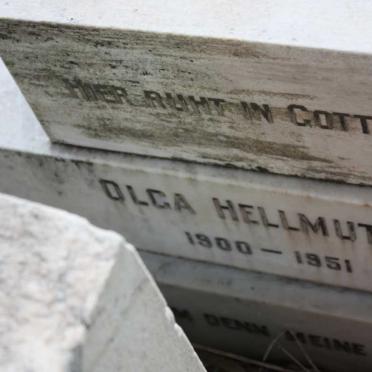 HIER RUHT IN GOTT
OLGA HELLMUT
1900 – 1951
DENN MEINE